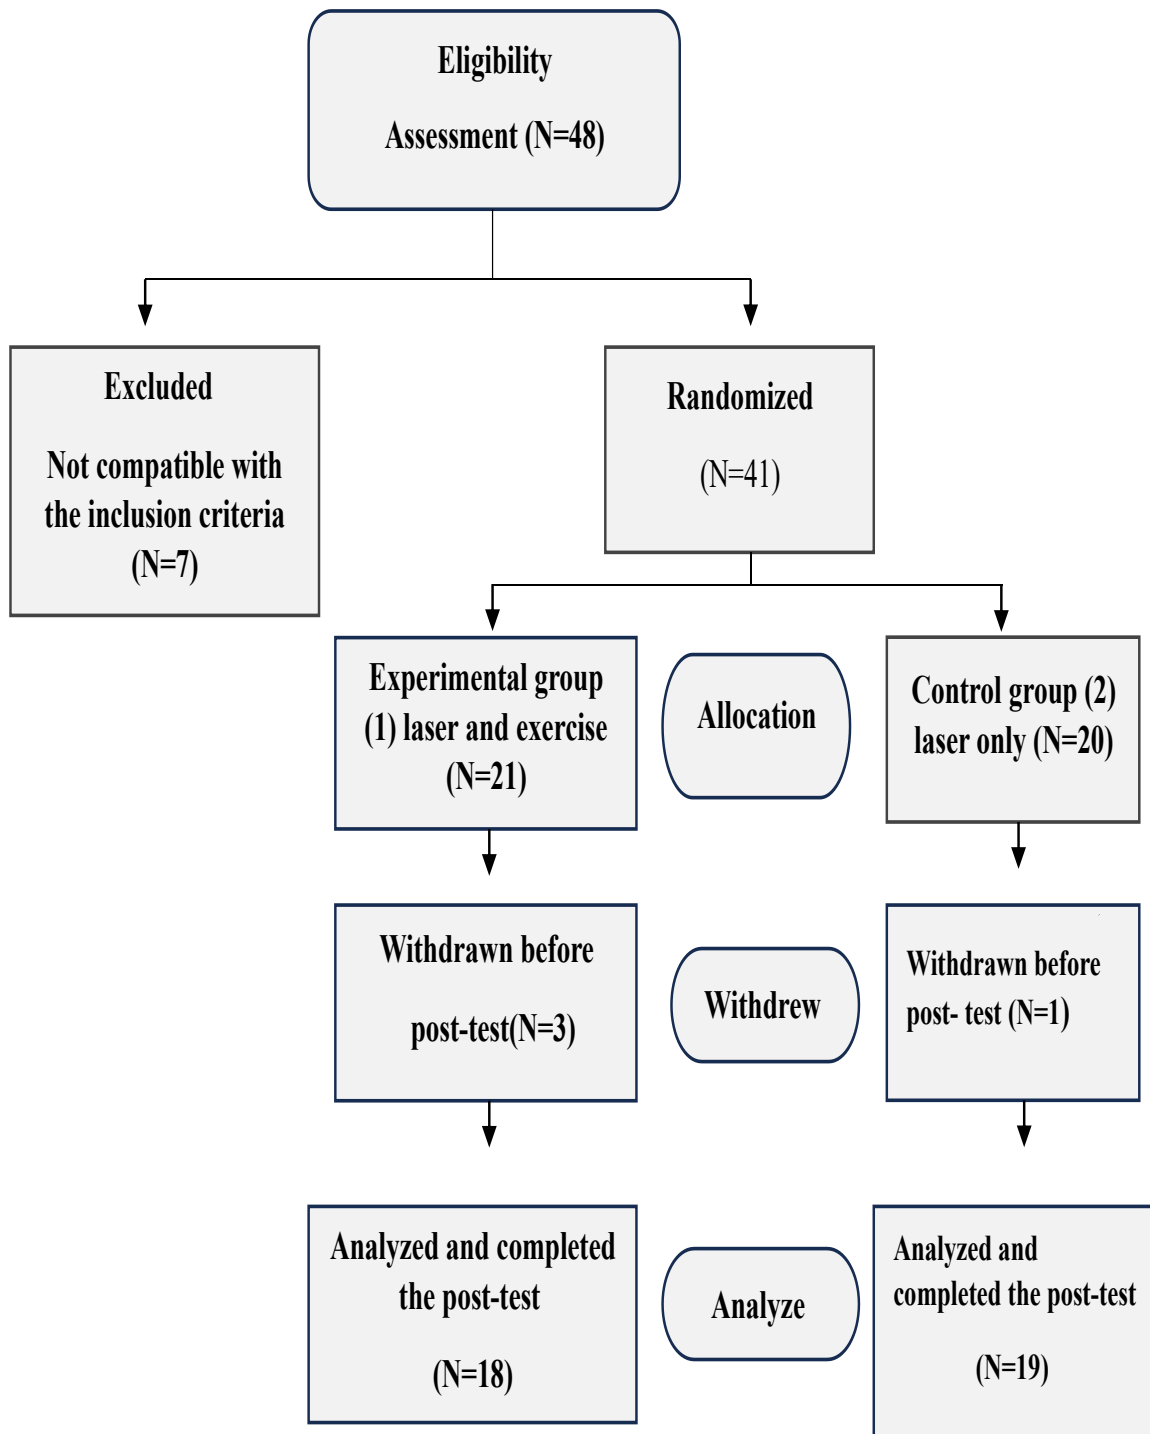 Eligibility
Assessment (N=48)
Excluded
Not compatible with
the inclusion criteria
(N=7)
Randomized
(N=41)
Experimental group
(1) laser and exercise
(N=21)
Allocation
Control group (2)
laser only (N=20)
Withdrawn before
post-test(N=3)
Withdrew
Withdrawn before
post- test (N=1)
Analyzed and completed
the post-test
(N=18)
Analyze
Analyzed and
completed the post-test
(N=19)